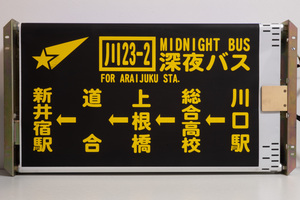 川23-2
MIDNIGHT BUS
深夜バス
FOR ARAIJUKU STA.
川口駅
←
総合高校
←
上根橋
←
道合
←
新井宿駅